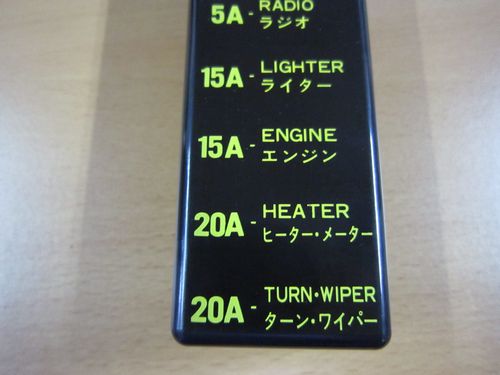 5A - RADIO
ラジオ
15A - LIGHTER
ライター
15A - ENGINE
エンジン
20A - HEATER
ヒーター・メーター
20A - TURN・WIPER
ターン・ワイパー